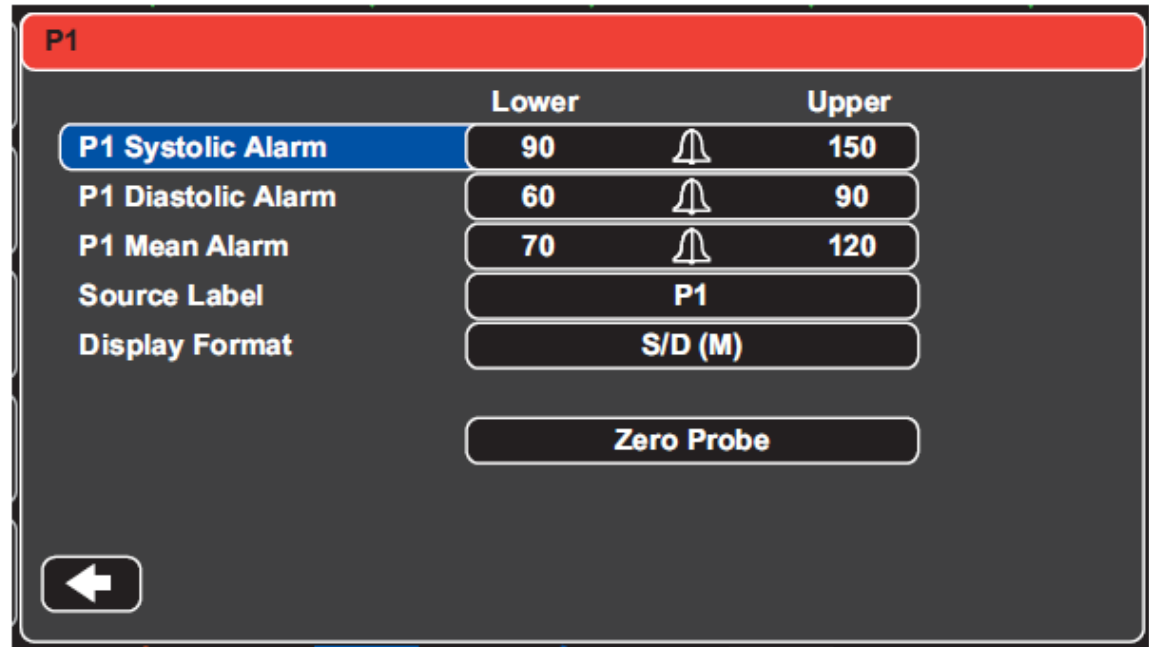 P1
Lower Upper
P1 Systolic Alarm 90 150
P1 Diastolic Alarm 60 90
P1 Mean Alarm 70 120
Source Label P1
Display Format S/D (M)
Zero Probe